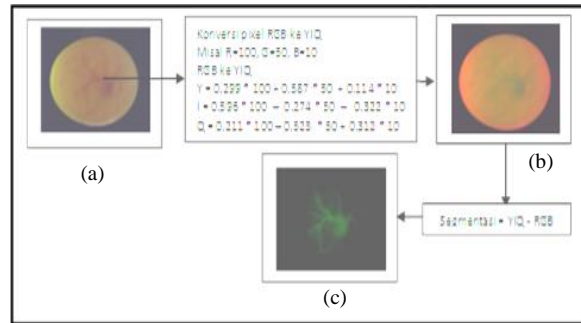 Konversi pixel RGB ke YIQ
Misal R=100, G=50, B=10
RGB ke YIQ
Y = 0.299 * 100 + 0.587 * 50 + 0.114 * 10
I = 0.596 * 100 - 0.274 * 50 - 0.322 * 10
Q = 0.211 * 100 - 0.523 * 50 + 0.312 * 10
(a)
(b)
Segmentasi = YIQ - RGB
(c)